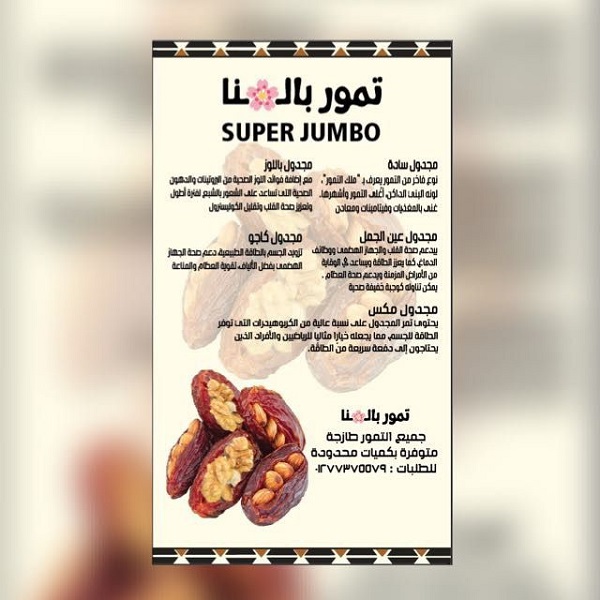 تمور بالهنا
SUPER JUMBO
مجدول سادة
نوع فاخر من التمور يعرف بـ "ملك التمور".
لونه البني الداكن، أغلى التمور وأشهرها.
غني بالمغذيات وفيتامينات ومعادن
مجدول باللوز
مع إضافة فوائد اللوز الصحية من البروتينات والدهون
الصحية التي تساعد على الشعور بالشبع لفترة أطول
وتعزيز صحة القلب وتقليل الكوليسترول
مجدول عين الجمل
يدعم صحة القلب والجهاز الهضمي ووظائف
الدماغ، كما يعزز الطاقة ويساعد في الوقاية
من الأمراض المزمنة ويدعم صحة العظام .
يمكن تناوله كوجبة خفيفة صحية
مجدول كاجو
تزويد الجسم بالطاقة الطبيعية، دعم صحة الجهاز
الهضمي بفضل الألياف، تقوية العظام والمناعة
مجدول مكس
يحتوي تمر المجدول على نسبة عالية من الكربوهيدرات التي توفر
الطاقة للجسم، مما يجعله خيارًا مثاليًا للرياضيين والأفراد الذين
يحتاجون إلى دفعة سريعة من الطاقة.
تمور بالهنا
جميع التمور طازجة
متوفرة بكميات محدودة
للطلبات : ٠١٢٧٧٣٧٥٥٧٩